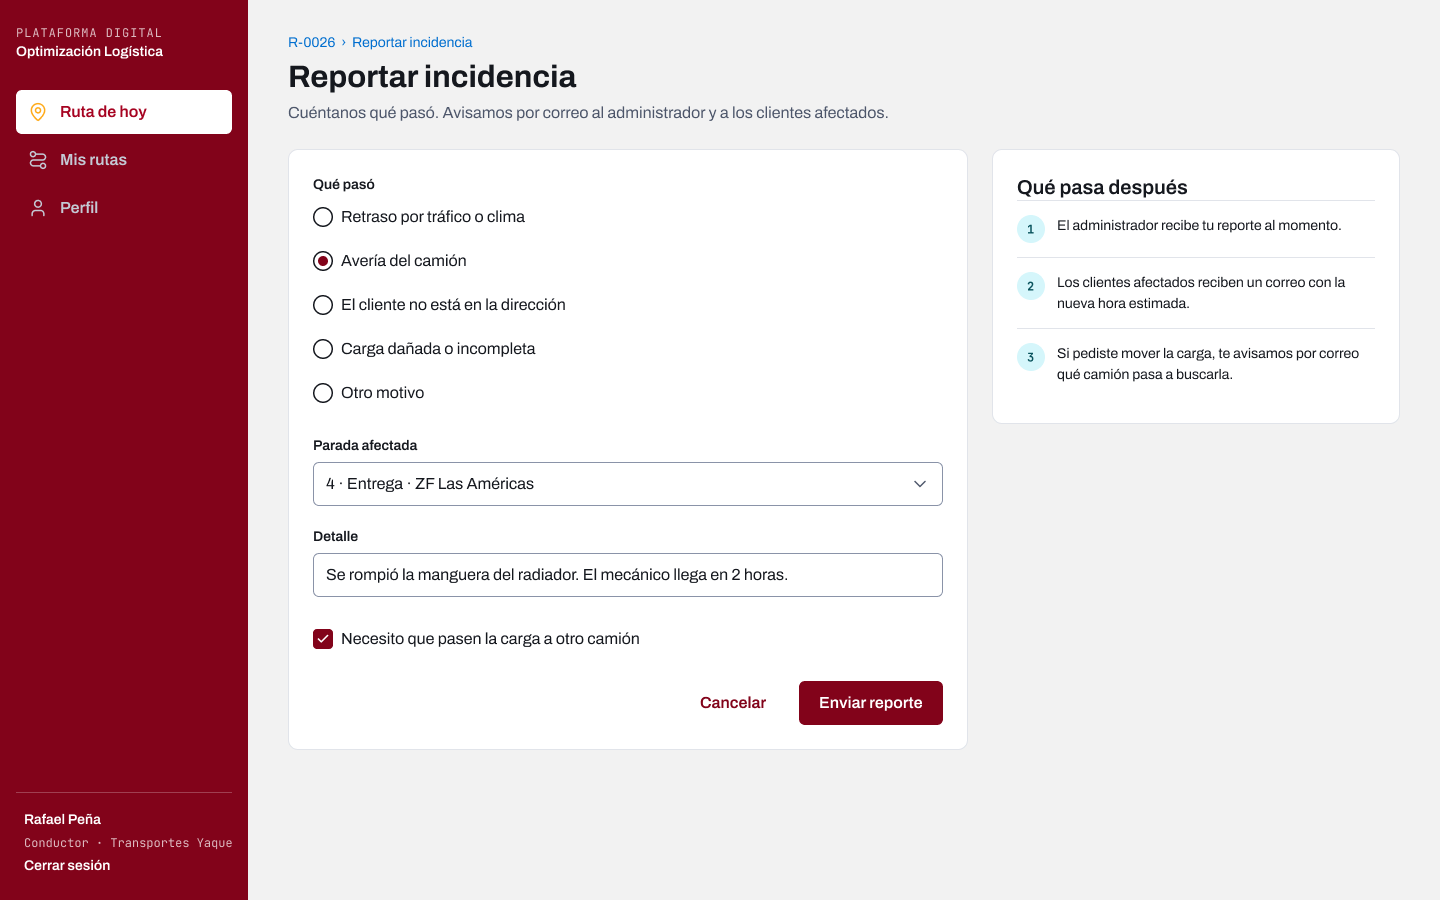 PLATAFORMA DIGITAL
Optimización Logística
Ruta de hoy
Mis rutas
Perfil
Rafael Peña
Conductor · Transportes Yaque
Cerrar sesión
R-0026 › Reportar incidencia
Reportar incidencia
Cuéntanos qué pasó. Avisamos por correo al administrador y a los clientes afectados.
Qué pasó
Retraso por tráfico o clima
Avería del camión
El cliente no está en la dirección
Carga dañada o incompleta
Otro motivo
Parada afectada
4 · Entrega · ZF Las Américas
Detalle
Se rompió la manguera del radiador. El mecánico llega en 2 horas.
Necesito que pasen la carga a otro camión
Cancelar
Enviar reporte
Qué pasa después
1 El administrador recibe tu reporte al momento.
2 Los clientes afectados reciben un correo con la
nueva hora estimada.
3 Si pediste mover la carga, te avisamos por correo
qué camión pasa a buscarla.